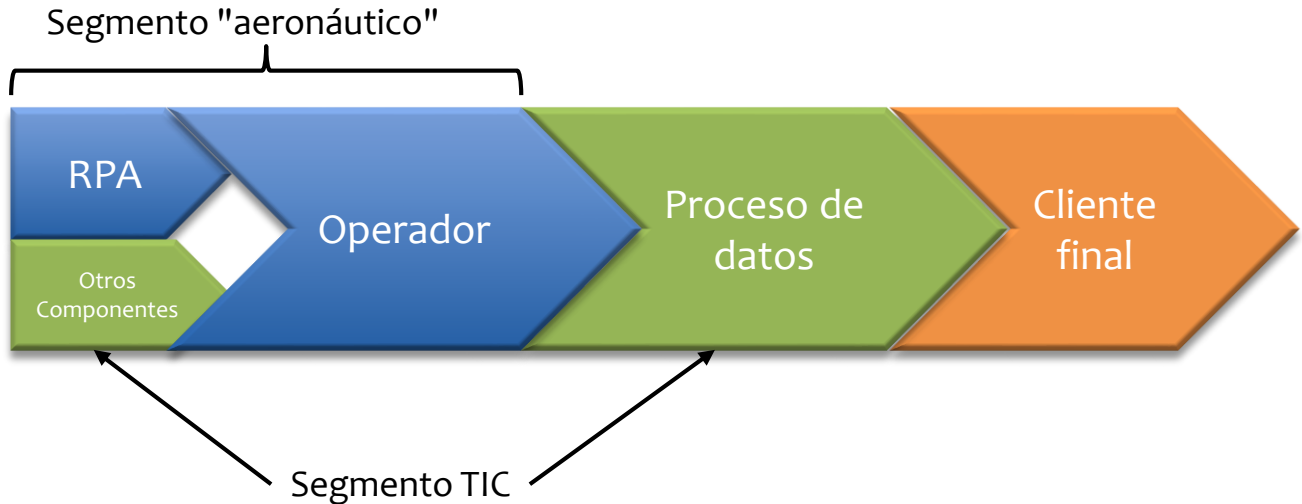 Segmento "aeronáutico"
RPA
Otros
Componentes
Operador
Proceso de
datos
Cliente
final
Segmento TIC